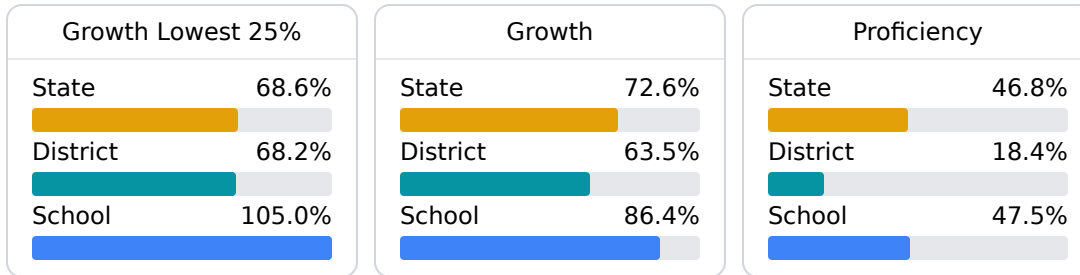 Growth Lowest 25%
State 68.6%
District 68.2%
School 105.0%
Growth
State 72.6%
District 63.5%
School 86.4%
Proficiency
State 46.8%
District 18.4%
School 47.5%